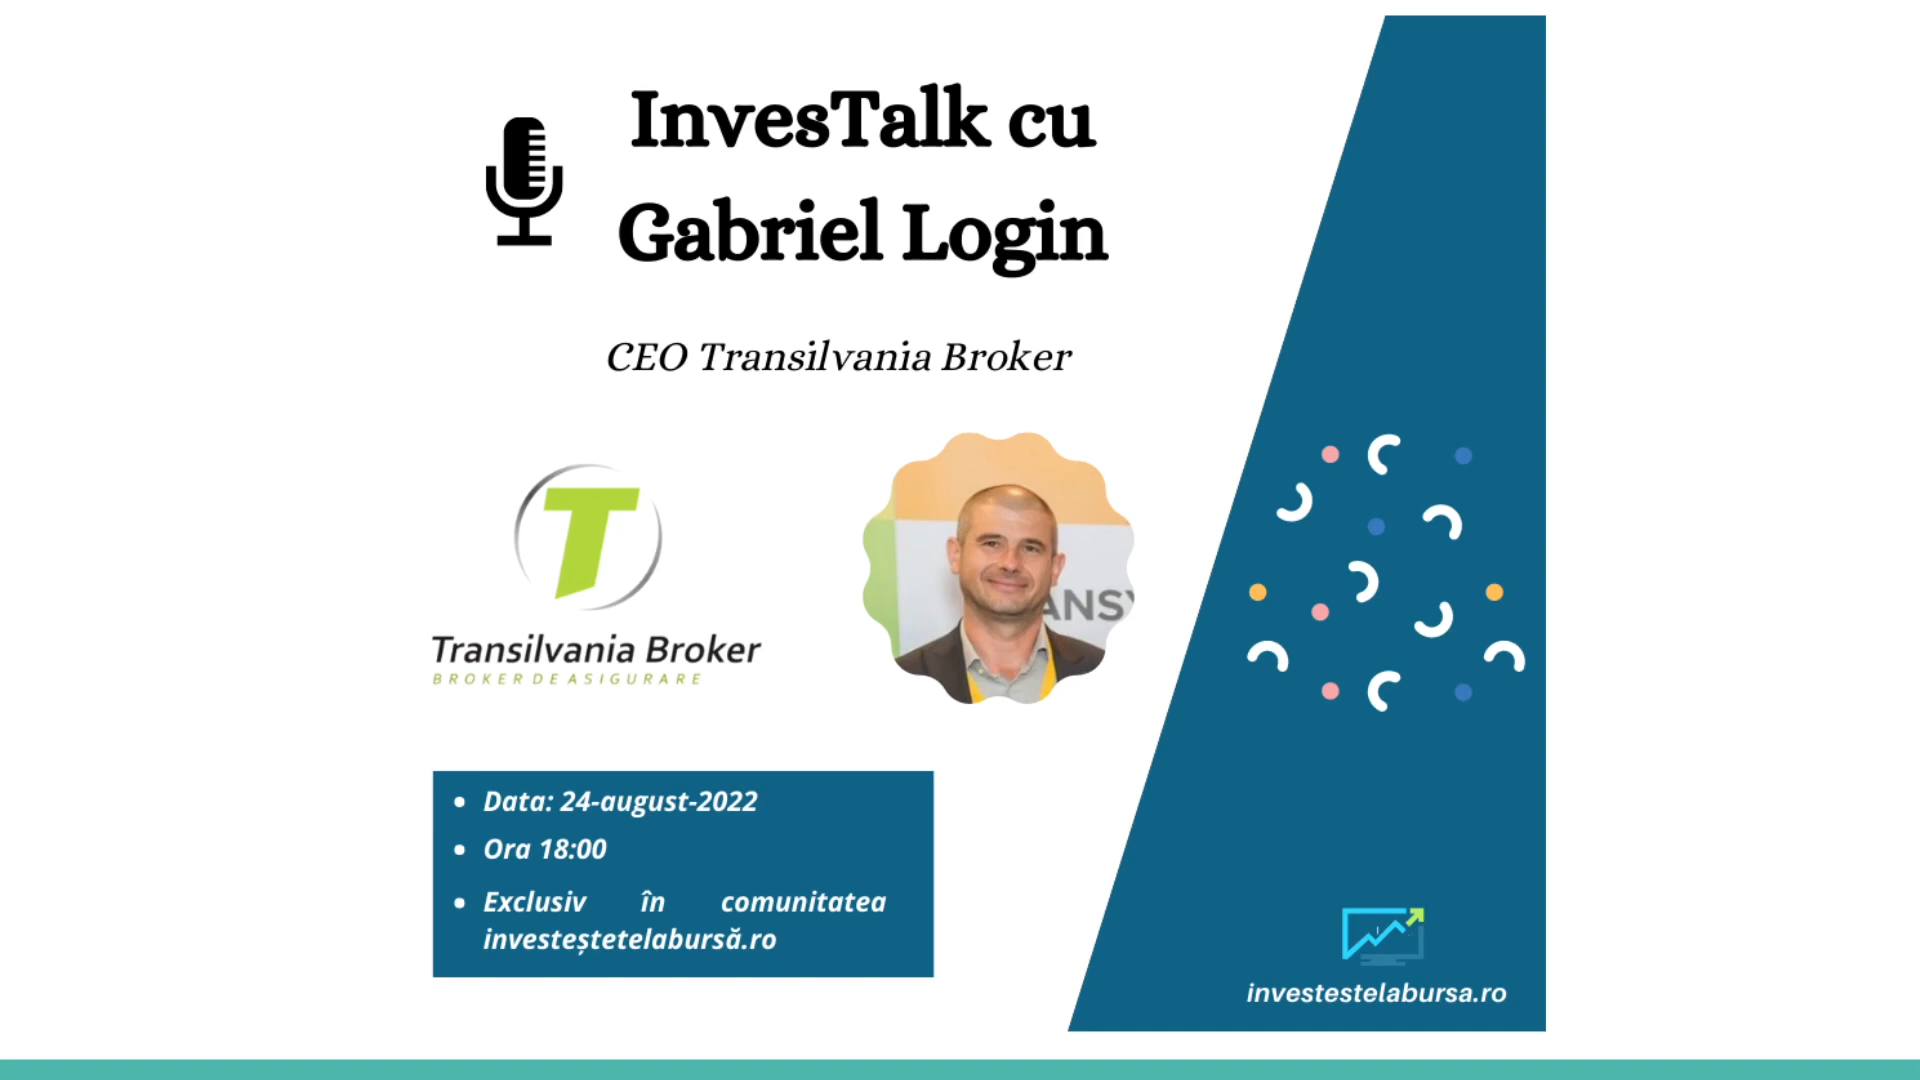 InvesTalk cu
Gabriel Login
CEO Transilvania Broker
Transilvania Broker
BROKER DE ASIGURARE
ANSY
• Data: 24-august-2022
• Ora 18:00
• Exclusiv în comunitatea
investeștetelabursă.ro
investestelabursa.ro